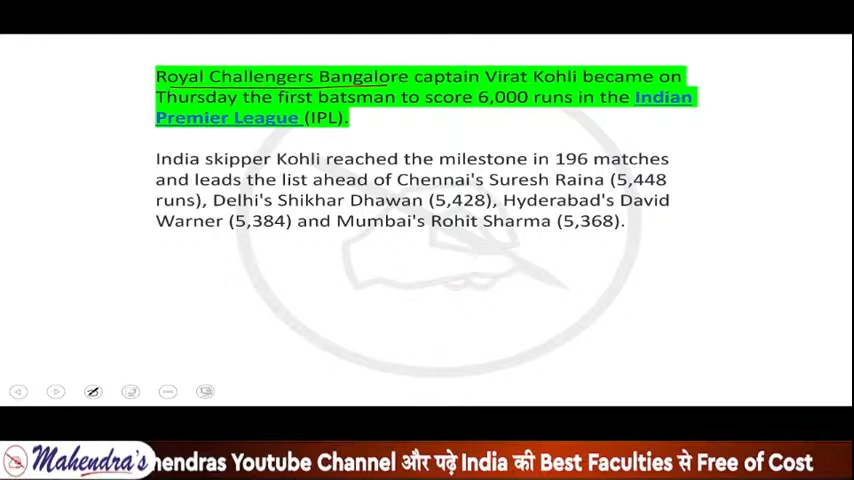 Royal Challengers Bangalore captain Virat Kohli became on
Thursday the first batsman to score 6,000 runs in the Indian
Premier League (IPL).
India skipper Kohli reached the milestone in 196 matches
and leads the list ahead of Chennai's Suresh Raina (5,448
runs), Delhi's Shikhar Dhawan (5,428), Hyderabad's David
Warner (5,384) and Mumbai's Rohit Sharma (5,368).
Mahendra's hendras Youtube Channel और पढ़े India की Best Faculties से Free of Cost